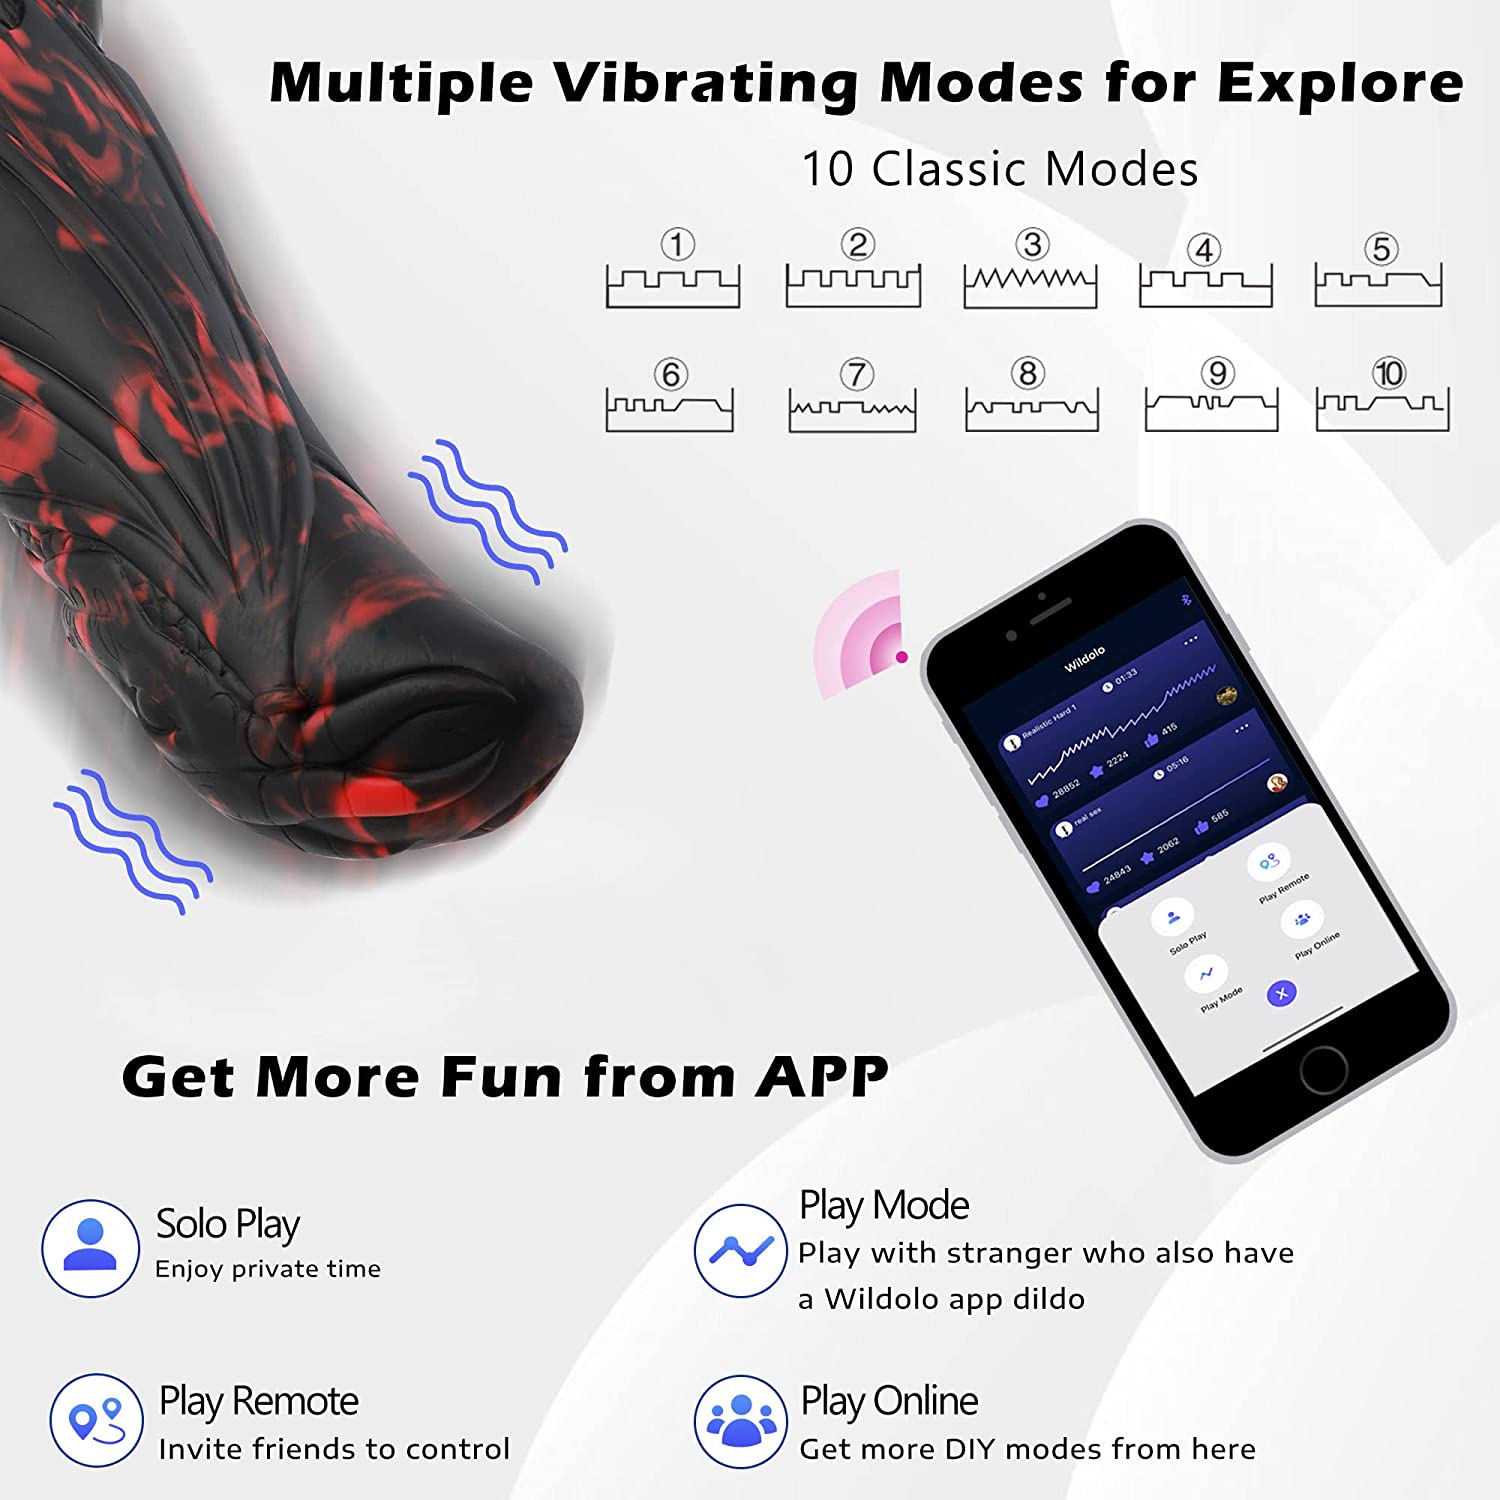 Multiple Vibrating Modes for Explore
10 Classic Modes
1 2 3 4 5
6 7 8 9 10
Wildolo
Realistic Hard 1 01:33
28852 2224 415
real sex 05:16
24843 2062 585
Solo Play Play Remote
Play Mode Play Online
X
Get More Fun from APP
Solo Play
Enjoy private time
Play Mode
Play with stranger who also have
a Wildolo app dildo
Play Remote
Invite friends to control
Play Online
Get more DIY modes from here